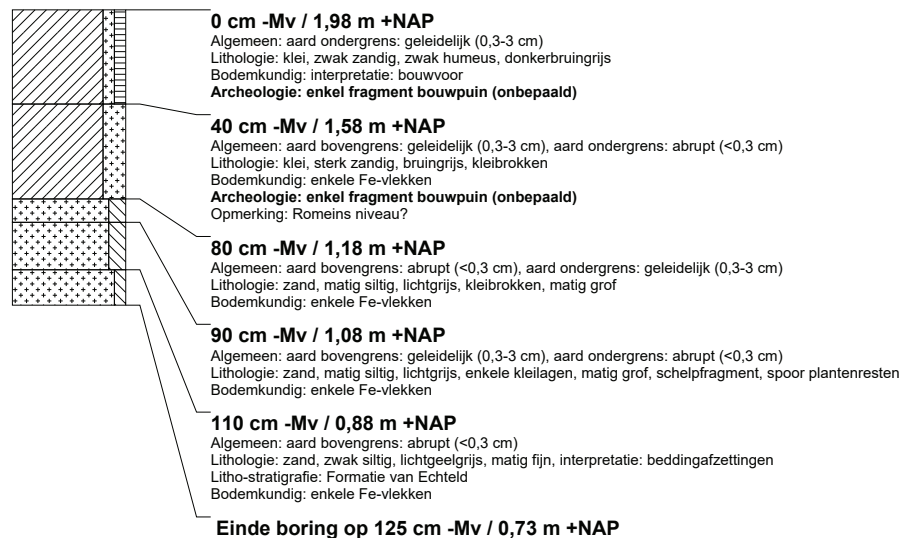 0 cm -Mv / 1,98 m +NAP
Algemeen: aard ondergrens: geleidelijk (0,3-3 cm)
Lithologie: klei, zwak zandig, zwak humeus, donkerbruingrijs
Bodemkundig: interpretatie: bouwvoor
Archeologie: enkel fragment bouwpuin (onbepaald)
40 cm -Mv / 1,58 m +NAP
Algemeen: aard bovengrens: geleidelijk (0,3-3 cm), aard ondergrens: abrupt (<0,3 cm)
Lithologie: klei, sterk zandig, bruingrijs, kleibrokken
Bodemkundig: enkele Fe-vlekken
Archeologie: enkel fragment bouwpuin (onbepaald)
Opmerking: Romeins niveau?
80 cm -Mv / 1,18 m +NAP
Algemeen: aard bovengrens: abrupt (<0,3 cm), aard ondergrens: geleidelijk (0,3-3 cm)
Lithologie: zand, matig siltig, lichtgrijs, kleibrokken, matig grof
Bodemkundig: enkele Fe-vlekken
90 cm -Mv / 1,08 m +NAP
Algemeen: aard bovengrens: geleidelijk (0,3-3 cm), aard ondergrens: abrupt (<0,3 cm)
Lithologie: zand, matig siltig, lichtgrijs, enkele kleilagen, matig grof, schelpfragment, spoor plantenresten
Bodemkundig: enkele Fe-vlekken
110 cm -Mv / 0,88 m +NAP
Algemeen: aard bovengrens: abrupt (<0,3 cm)
Lithologie: zand, zwak siltig, lichtgeelgrijs, matig fijn, interpretatie: beddingafzettingen
Litho-stratigrafie: Formatie van Echteld
Bodemkundig: enkele Fe-vlekken
Einde boring op 125 cm -Mv / 0,73 m +NAP